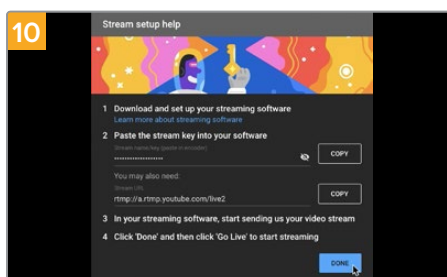 10
Stream setup help
1 Download and set up your streaming software
Learn more about streaming software
2 Paste the stream key into your software
Stream name/key (paste in encoder)
••••••••••••••••••••
COPY
You may also need:
Stream URL
rtmp://a.rtmp.youtube.com/live2
COPY
3 In your streaming software, start sending us your video stream
4 Click 'Done' and then click 'Go Live' to start streaming
DONE